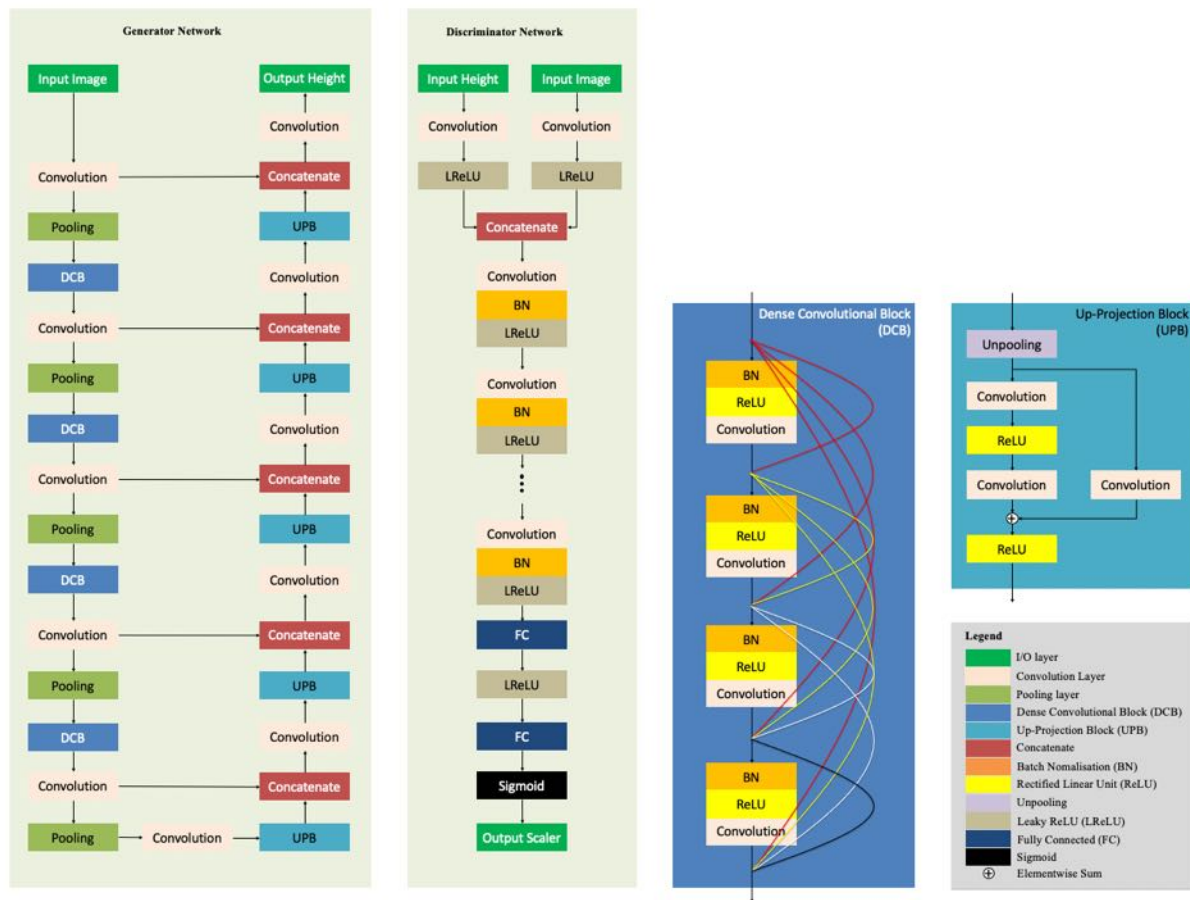 Generator Network
Input Image
Convolution
Pooling
DCB
Convolution
Pooling
DCB
Convolution
Pooling
DCB
Convolution
Pooling
DCB
Convolution
Pooling
Convolution
Output Height
Convolution
Concatenate
UPB
Convolution
Concatenate
UPB
Convolution
Concatenate
UPB
Convolution
Concatenate
UPB
Convolution
Concatenate
UPB
Discriminator Network
Input Height
Input Image
Convolution
Convolution
LReLU
LReLU
Concatenate
Convolution
BN
LReLU
Convolution
BN
LReLU
Convolution
BN
LReLU
FC
LReLU
FC
Sigmoid
Output Scaler
Dense Convolutional Block
(DCB)
BN
ReLU
Convolution
BN
ReLU
Convolution
BN
ReLU
Convolution
BN
ReLU
Convolution
Up-Projection Block
(UPB)
Unpooling
Convolution
ReLU
Convolution
Convolution
ReLU
Legend
I/O layer
Convolution Layer
Pooling layer
Dense Convolutional Block (DCB)
Up-Projection Block (UPB)
Concatenate
Batch Nomalisation (BN)
Rectified Linear Unit (ReLU)
Unpooling
Leaky ReLU (LReLU)
Fully Connected (FC)
Sigmoid
Elementwise Sum